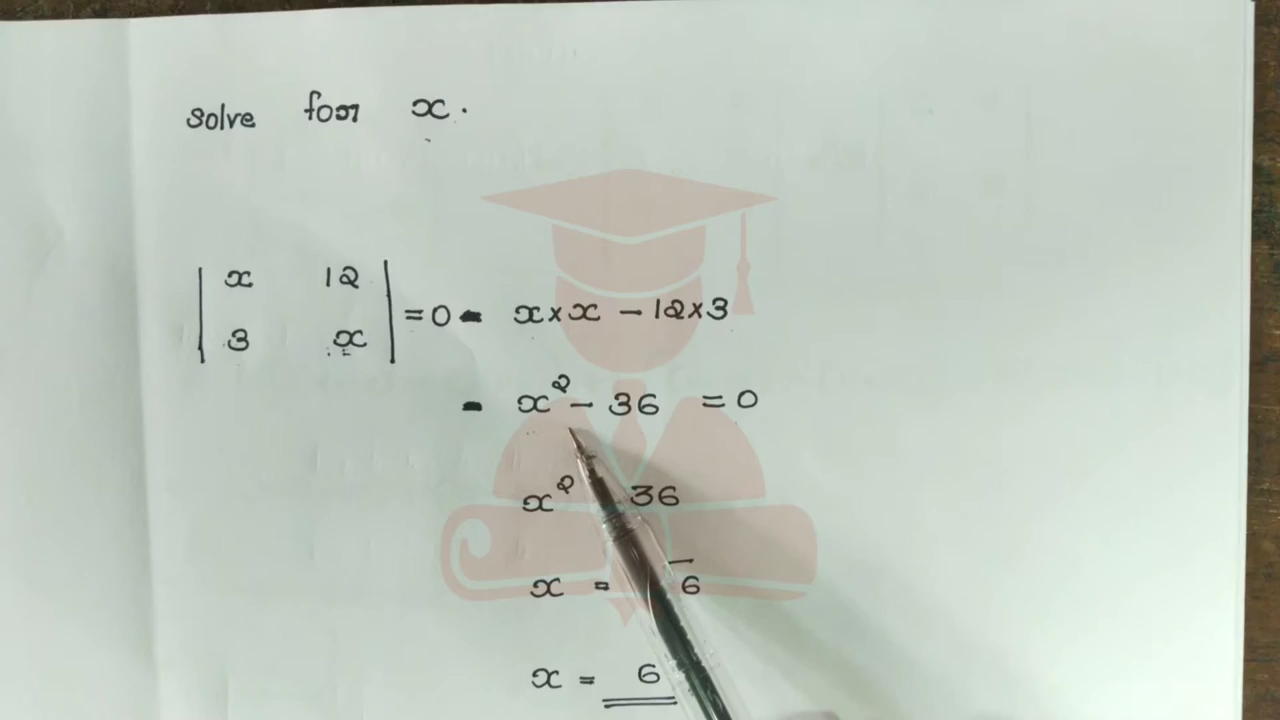 solve for x.
| x 12 | = 0 - x × x - 12 × 3
| 3 x |
- x² - 36 = 0
x² 36
x = 6
x = 6